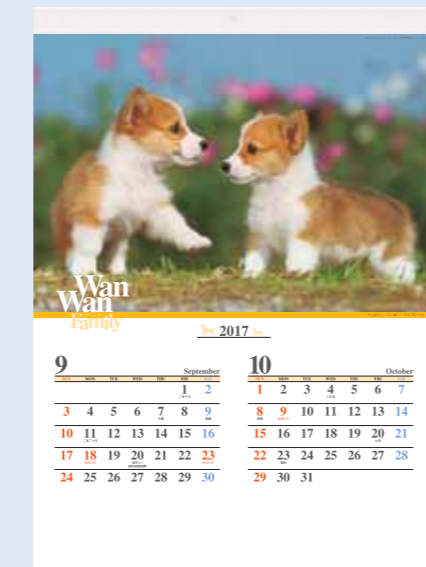 Wan
Wan
Family
2017
9 September
SUN MON TUE WED THU FRI SAT
1 2
3 4 5 6 7 8 9
10 11 12 13 14 15 16
17 18 19 20 21 22 23
24 25 26 27 28 29 30
10 October
SUN MON TUE WED THU FRI SAT
1 2 3 4 5 6 7
8 9 10 11 12 13 14
15 16 17 18 19 20 21
22 23 24 25 26 27 28
29 30 31